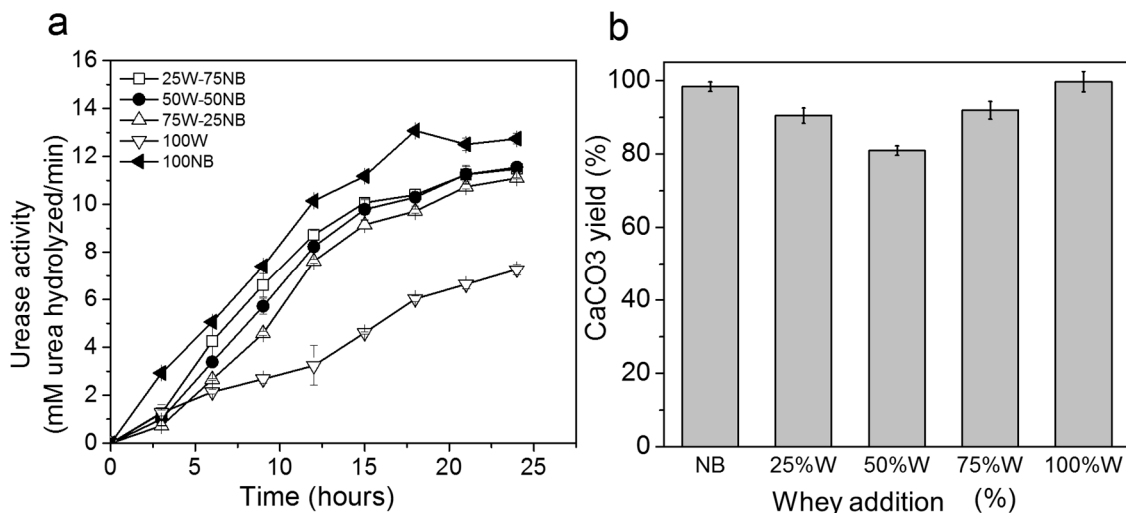 a
16
14
12
10
8
6
4
2
0
Urease activity
(mM urea hydrolyzed/min)
25W-75NB
50W-50NB
75W-25NB
100W
100NB
0 5 10 15 20 25
Time (hours)
b
100
80
60
40
20
0
CaCO3 yield (%)
NB 25%W 50%W 75%W 100%W
Whey addition (%)